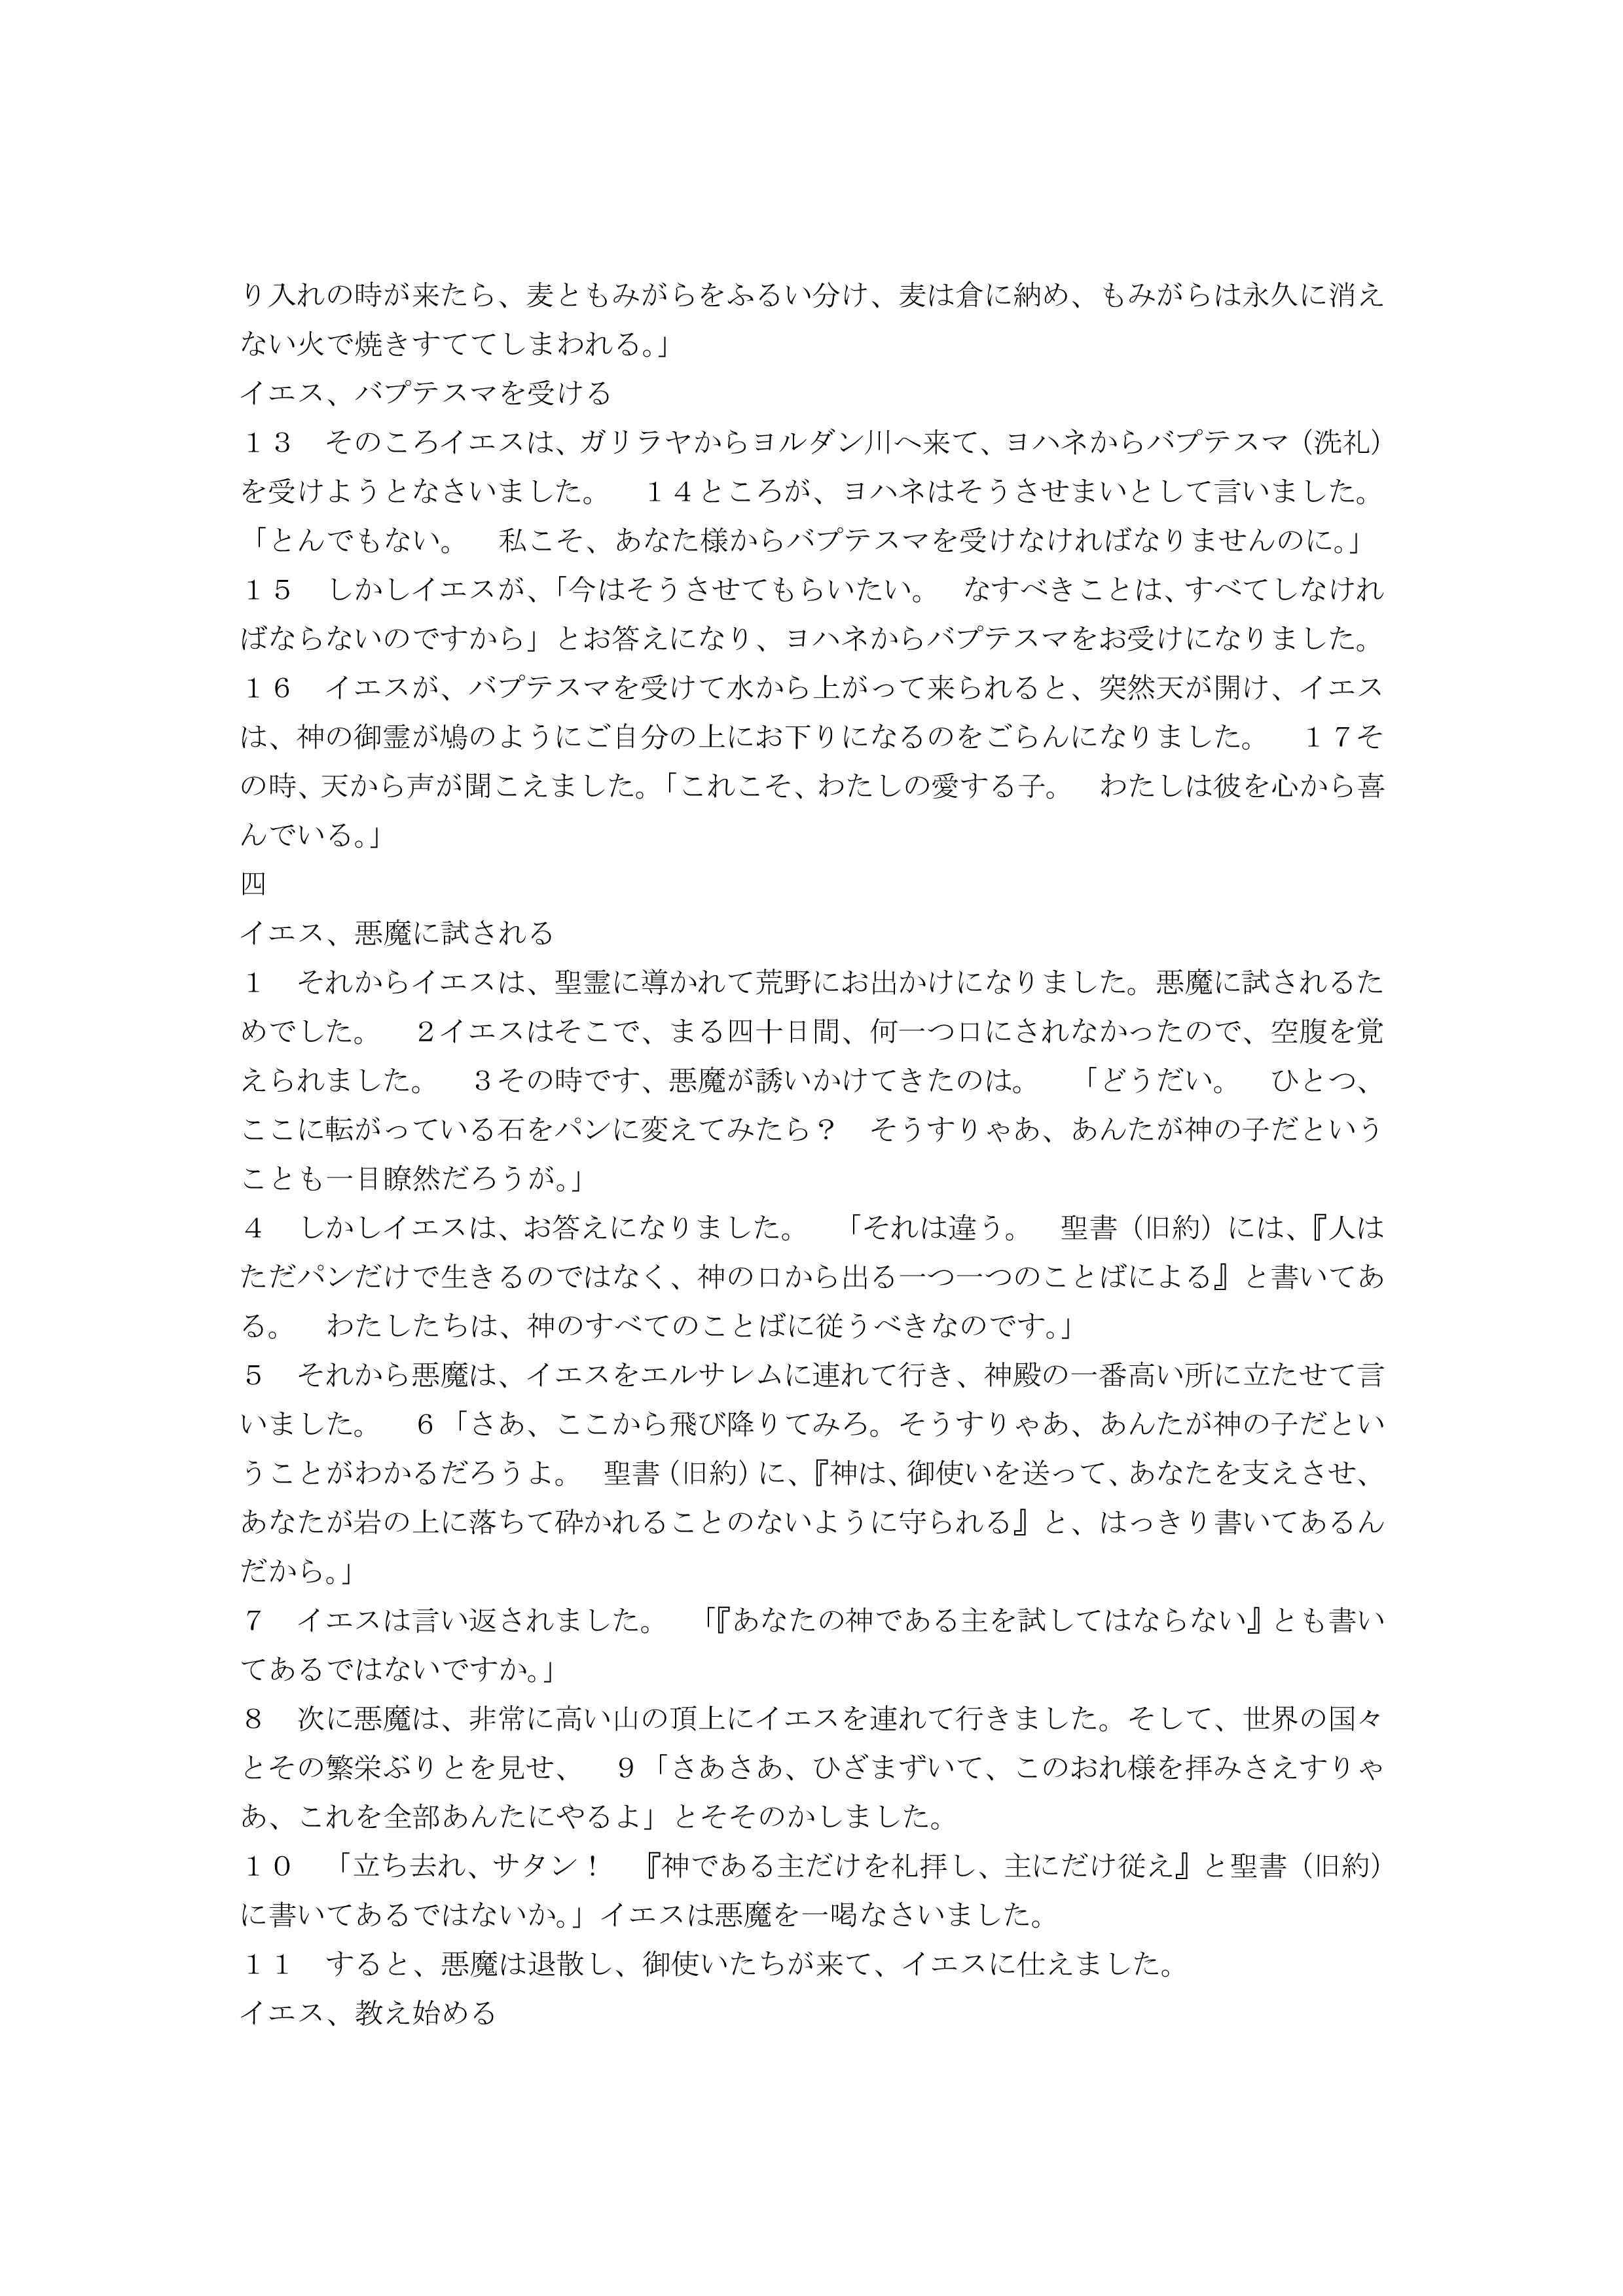 り入れの時が来たら、麦ともみがらをふるい分け、麦は倉に納め、もみがらは永久に消え
ない火で焼きすててしまわれる。」
イエス、バプテスマを受ける
１３　そのころイエスは、ガリラヤからヨルダン川へ来て、ヨハネからバプテスマ（洗礼）
を受けようとなさいました。　１４ところが、ヨハネはそうさせまいとして言いました。
「とんでもない。　私こそ、あなた様からバプテスマを受けなければなりませんのに。」
１５　しかしイエスが、「今はそうさせてもらいたい。　なすべきことは、すべてしなけれ
ばならないのですから」とお答えになり、ヨハネからバプテスマをお受けになりました。
１６　イエスが、バプテスマを受けて水から上がって来られると、突然天が開け、イエス
は、神の御霊が鳩のようにご自分の上にお下りになるのをごらんになりました。　１７そ
の時、天から声が聞こえました。「これこそ、わたしの愛する子。　わたしは彼を心から喜
んでいる。」
四
イエス、悪魔に試される
１　それからイエスは、聖霊に導かれて荒野にお出かけになりました。悪魔に試されるた
めでした。　２イエスはそこで、まる四十日間、何一つ口にされなかったので、空腹を覚
えられました。　３その時です、悪魔が誘いかけてきたのは。　「どうだい。　ひとつ、
ここに転がっている石をパンに変えてみたら？　そうすりゃあ、あんたが神の子だという
ことも一目瞭然だろうが。」
４　しかしイエスは、お答えになりました。　「それは違う。　聖書（旧約）には、『人は
ただパンだけで生きるのではなく、神の口から出る一つ一つのことばによる』と書いてあ
る。　わたしたちは、神のすべてのことばに従うべきなのです。」
５　それから悪魔は、イエスをエルサレムに連れて行き、神殿の一番高い所に立たせて言
いました。　６「さあ、ここから飛び降りてみろ。そうすりゃあ、あんたが神の子だとい
うことがわかるだろうよ。　聖書（旧約）に、『神は、御使いを送って、あなたを支えさせ、
あなたが岩の上に落ちて砕かれることのないように守られる』と、はっきり書いてあるん
だから。」
７　イエスは言い返されました。　「『あなたの神である主を試してはならない』とも書い
てあるではないですか。」
８　次に悪魔は、非常に高い山の頂上にイエスを連れて行きました。そして、世界の国々
とその繁栄ぶりとを見せ、　９「さあさあ、ひざまずいて、このおれ様を拝みさえすりゃ
あ、これを全部あんたにやるよ」とそそのかしました。
１０　「立ち去れ、サタン！　『神である主だけを礼拝し、主にだけ従え』と聖書（旧約）
に書いてあるではないか。」イエスは悪魔を一喝なさいました。
１１　すると、悪魔は退散し、御使いたちが来て、イエスに仕えました。
イエス、教え始める